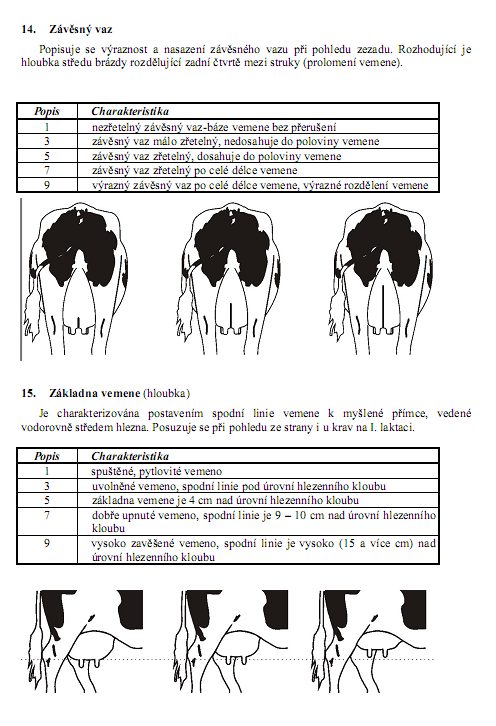 14. Závěsný vaz
Popisuje se výraznost a nasazení závěsného vazu při pohledu zezadu. Rozhodující je
hloubka středu brázdy rozdělující zadní čtvrtě mezi struky (prolomení vemene).
Popis Charakteristika
1 nezřetelný závěsný vaz-báze vemene bez přerušení
3 závěsný vaz málo zřetelný, nedosahuje do poloviny vemene
5 závěsný vaz zřetelný, dosahuje do poloviny vemene
7 závěsný vaz zřetelný po celé délce vemene
9 výrazný závěsný vaz po celé délce vemene, výrazné rozdělení vemene
15. Základna vemene (hloubka)
Je charakterizována postavením spodní linie vemene k myšlené přímce, vedené
vodorovně středem hlezna. Posuzuje se při pohledu ze strany i u krav na I. laktaci.
Popis Charakteristika
1 spuštěné, pytlovité vemeno
3 uvolněné vemeno, spodní linie pod úrovní hlezenního kloubu
5 základna vemene je 4 cm nad úrovní hlezenního kloubu
7 dobře upnuté vemeno, spodní linie je 9 – 10 cm nad úrovní hlezenního
kloubu
9 vysoko zavěšené vemeno, spodní linie je vysoko (15 a více cm) nad
úrovní hlezenního kloubu